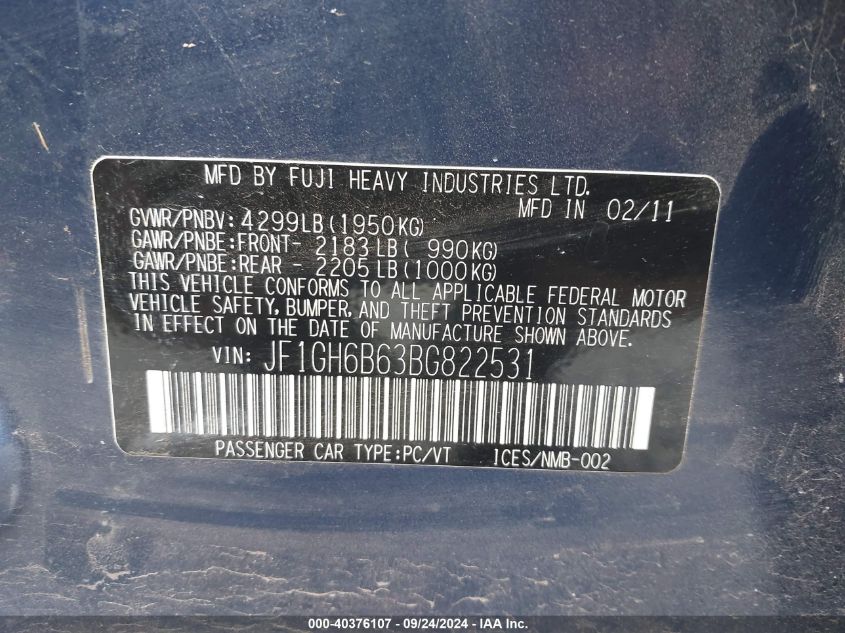 MFD BY FUJI HEAVY INDUSTRIES LTD.
MFD IN 02/11
GVWR/PNBV: 4299LB (1950KG)
GAWR/PNBE:FRONT- 2183LB ( 990KG)
GAWR/PNBE:REAR - 2205LB (1000KG)
THIS VEHICLE CONFORMS TO ALL APPLICABLE FEDERAL MOTOR
VEHICLE SAFETY, BUMPER, AND THEFT PREVENTION STANDARDS
IN EFFECT ON THE DATE OF MANUFACTURE SHOWN ABOVE.
VIN: JF1GH6B63BG822531
PASSENGER CAR TYPE:PC/VT ICES/NMB-002
000-40376107 - 09/24/2024 - IAA Inc.